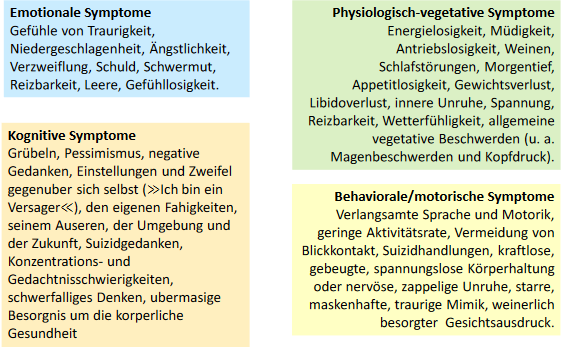 Emotionale Symptome
Gefühle von Traurigkeit,
Niedergeschlagenheit, Ängstlichkeit,
Verzweiflung, Schuld, Schwermut,
Reizbarkeit, Leere, Gefühllosigkeit.
Kognitive Symptome
Grübeln, Pessimismus, negative
Gedanken, Einstellungen und Zweifel
gegenuber sich selbst (≫Ich bin ein
Versager≪), den eigenen Fahigkeiten,
seinem Auseren, der Umgebung und
der Zukunft, Suizidgedanken,
Konzentrations- und
Gedachtnisschwierigkeiten,
schwerfalliges Denken, ubermasige
Besorgnis um die korperliche
Gesundheit
Physiologisch-vegetative Symptome
Energielosigkeit, Müdigkeit,
Antriebslosigkeit, Weinen,
Schlafstörungen, Morgentief,
Appetitlosigkeit, Gewichtsverlust,
Libidoverlust, innere Unruhe, Spannung,
Reizbarkeit, Wetterfühligkeit, allgemeine
vegetative Beschwerden (u. a.
Magenbeschwerden und Kopfdruck).
Behaviorale/motorische Symptome
Verlangsamte Sprache und Motorik,
geringe Aktivitätsrate, Vermeidung von
Blickkontakt, Suizidhandlungen, kraftlose,
gebeugte, spannungslose Körperhaltung
oder nervöse, zappelige Unruhe, starre,
maskenhafte, traurige Mimik, weinerlich
besorgter Gesichtsausdruck.